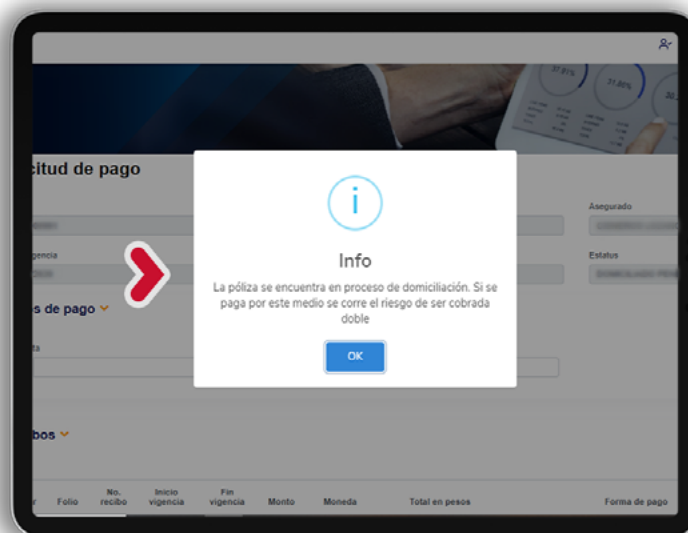 citud de pago
Asegurado
gencia
Estatus
i
Info
La póliza se encuentra en proceso de domiciliación. Si se
paga por este medio se corre el riesgo de ser cobrada
doble
OK
s de pago
ta
bos
r Folio No. recibo Inicio vigencia Fin vigencia Monto Moneda Total en pesos Forma de pago